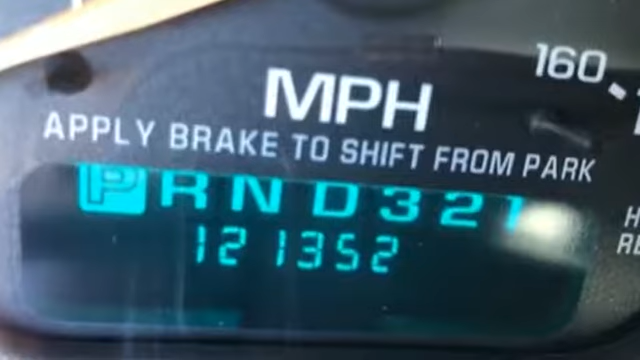 160
MPH
APPLY BRAKE TO SHIFT FROM PARK
P R N D 3 2 1
121352